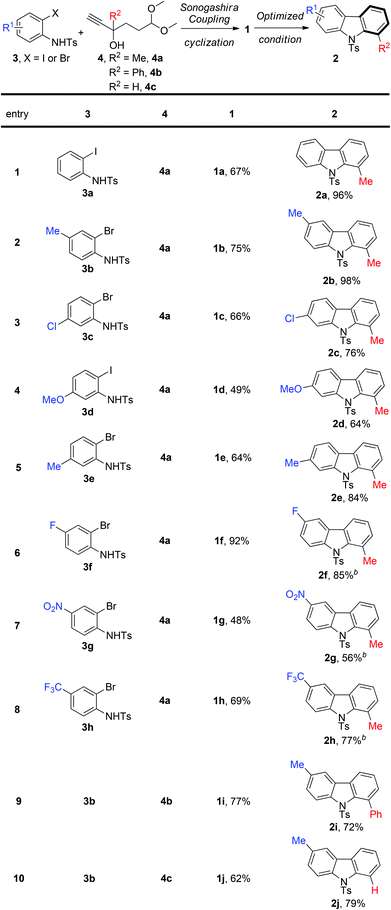 R¹ X NHTs 3, X = I or Br
+
R² O O OH
4, R² = Me, 4a
R² = Ph, 4b
R² = H, 4c
Sonogashira Coupling cyclization
1
Optimized condition
R¹ N Ts R² 2
entry 3 4 1 2
I NHTs N Ts Me
1 3a 4a 1a, 67% 2a, 96%
Me Br NHTs Me N Ts Me
2 3b 4a 1b, 75% 2b, 98%
Br Cl NHTs Cl N Ts Me
3 3c 4a 1c, 66% 2c, 76%
I MeO NHTs MeO N Ts Me
4 3d 4a 1d, 49% 2d, 64%
Br Me NHTs Me N Ts Me
5 3e 4a 1e, 64% 2e, 84%
F Br NHTs F N Ts Me
6 3f 4a 1f, 92% 2f, 85%ᵇ
NO₂ Br NHTs NO₂ N Ts Me
7 3g 4a 1g, 48% 2g, 56%ᵇ
F₃C Br NHTs F₃C N Ts Me
8 3h 4a 1h, 69% 2h, 77%ᵇ
Me N Ts Ph
9 3b 4b 1i, 77% 2i, 72%
Me N Ts H
10 3b 4c 1j, 62% 2j, 79%